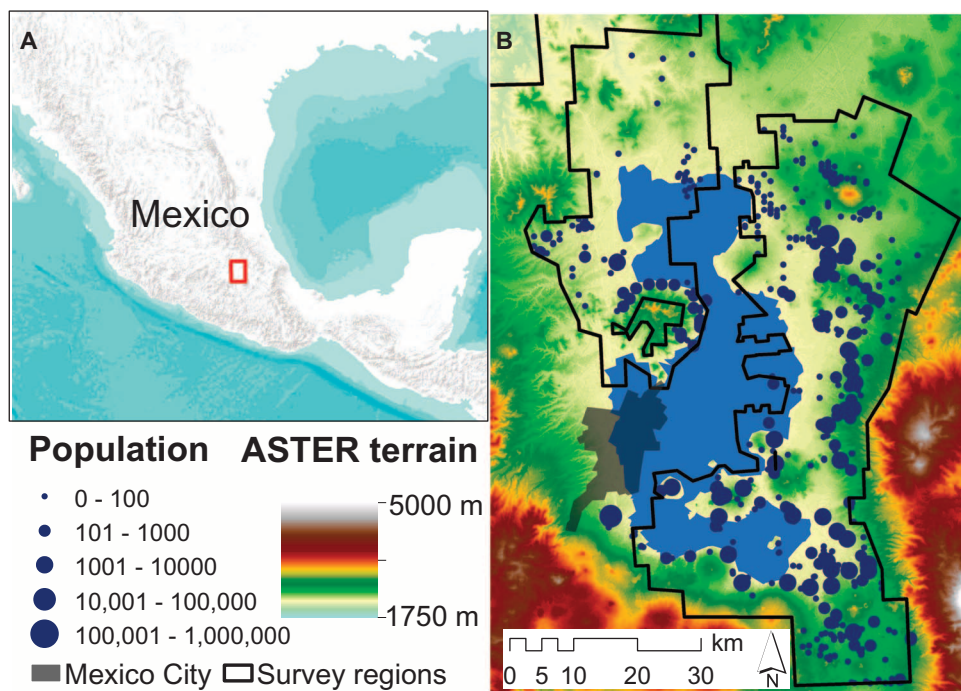 A
Mexico
B
Population
0 - 100
101 - 1000
1001 - 10000
10,001 - 100,000
100,001 - 1,000,000
ASTER terrain
5000 m
1750 m
Mexico City
Survey regions
km
0 5 10 20 30
N